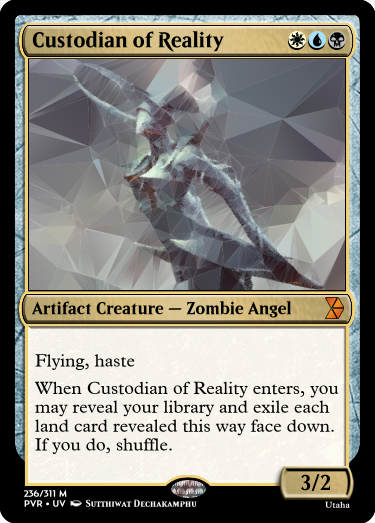 Custodian of Reality
Artifact Creature — Zombie Angel
Flying, haste
When Custodian of Reality enters, you
may reveal your library and exile each
land card revealed this way face down.
If you do, shuffle.
3/2
236/311 M
PVR • UV Sutthiwat Dechakamphu
Utaha